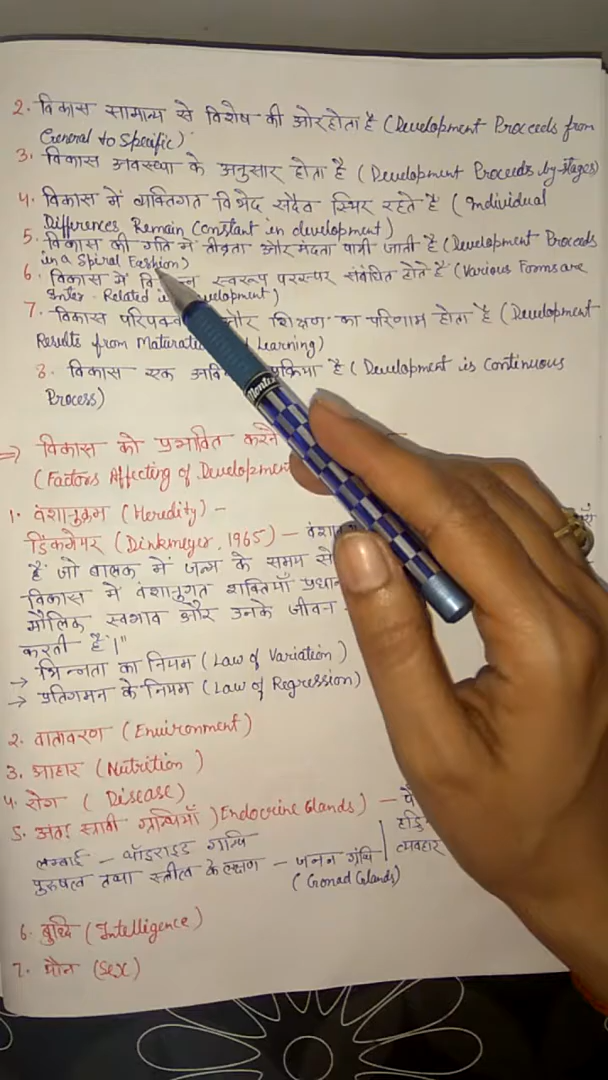 2. विकास सामान्य से विशेष की ओर होता है (Development Proceeds from
General to Specific)
3. विकास अवस्था के अनुसार होता है (Development Proceeds by stages)
4. विकास में व्यक्तिगत विभेद सदैव स्थिर रहते है (Individual
Differences Remain Constant in development)
5. विकास की गति में तीव्रता और मंदता पायी जाती है (Development Proceeds
in a Spiral Fashion)
6. विकास में स्वरूप परस्पर संबंधित होते है (Various Forms are
Inter-Related
7. विकास और शिक्षण का परिणाम होता है (Development
Results from Learning)
8. विकास एक प्रक्रिया है (Development is Continuous
Process)
⇒ विकास को प्रभावित करने
(Factors Affecting of Development
1. वंशानुक्रम (Heredity) -
डिंकमेयर (Dinkmeyer, 1965) -
है जो बालक में जन्म के समय से
विकास में वंशानुगत शक्तियाँ प्रधान
मौलिक स्वभाव और उनके जीवन
करती है।"
→ भिन्नता का नियम (Law of Variation)
→ प्रतिगमन के नियम (Law of Regression)
2. वातावरण (Environment)
3. आहार (Nutrition)
4. रोग (Disease)
5. अंतः स्त्रावी ग्रन्थियाँ) Endocrine Glands) -
लम्बाई - थॉइराइड ग्रन्थि
व्यवहार
पुरुषत्व तथा स्त्रीत्व के लक्षण - जनन ग्रंथि
(Gonad Glands)
6. बुध्दि (Intelligence)
7. यौन (Sex)